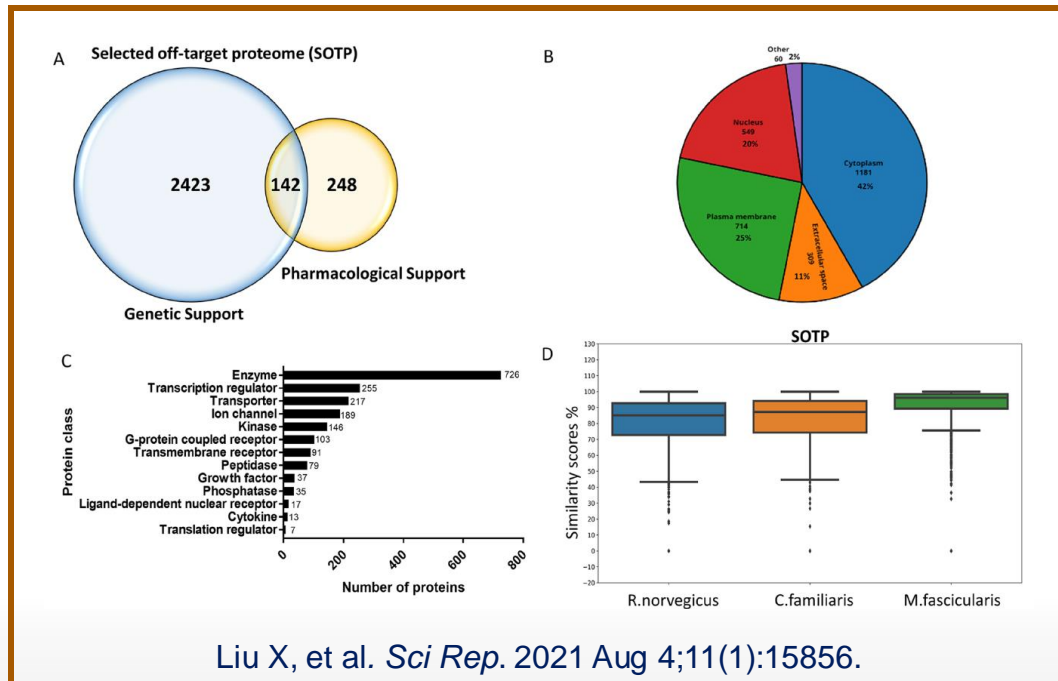 A
Selected off-target proteome (SOTP)
2423
142
248
Pharmacological Support
Genetic Support
B
Other
60 2%
Nucleus
549
20%
Cytoplasm
1181
42%
Plasma membrane
714
25%
Extracellular space
309
11%
C
Protein class
Enzyme 726
Transcription regulator 255
Transporter 217
Ion channel 189
Kinase 146
G-protein coupled receptor 103
Transmembrane receptor 91
Peptidase 79
Growth factor 37
Phosphatase 35
Ligand-dependent nuclear receptor 17
Cytokine 13
Translation regulator 7
0 200 400 600 800
Number of proteins
D
SOTP
Similarity scores %
130
120
110
100
90
80
70
60
50
40
30
20
10
0
−10
−20
R.norvegicus C.familiaris M.fascicularis
Liu X, et al. Sci Rep. 2021 Aug 4;11(1):15856.